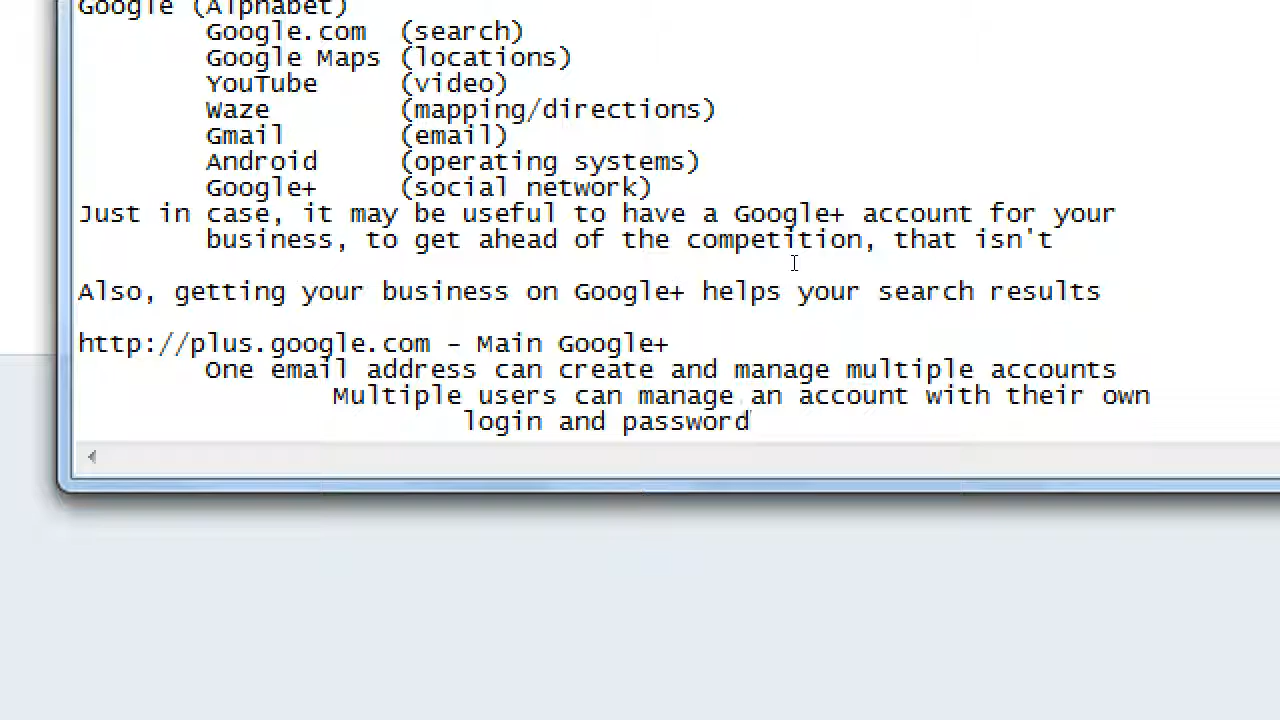 Google (Alphabet)
Google.com (search)
Google Maps (locations)
YouTube (video)
Waze (mapping/directions)
Gmail (email)
Android (operating systems)
Google+ (social network)
Just in case, it may be useful to have a Google+ account for your
business, to get ahead of the competition, that isn't
Also, getting your business on Google+ helps your search results
http://plus.google.com - Main Google+
One email address can create and manage multiple accounts
Multiple users can manage an account with their own
login and password